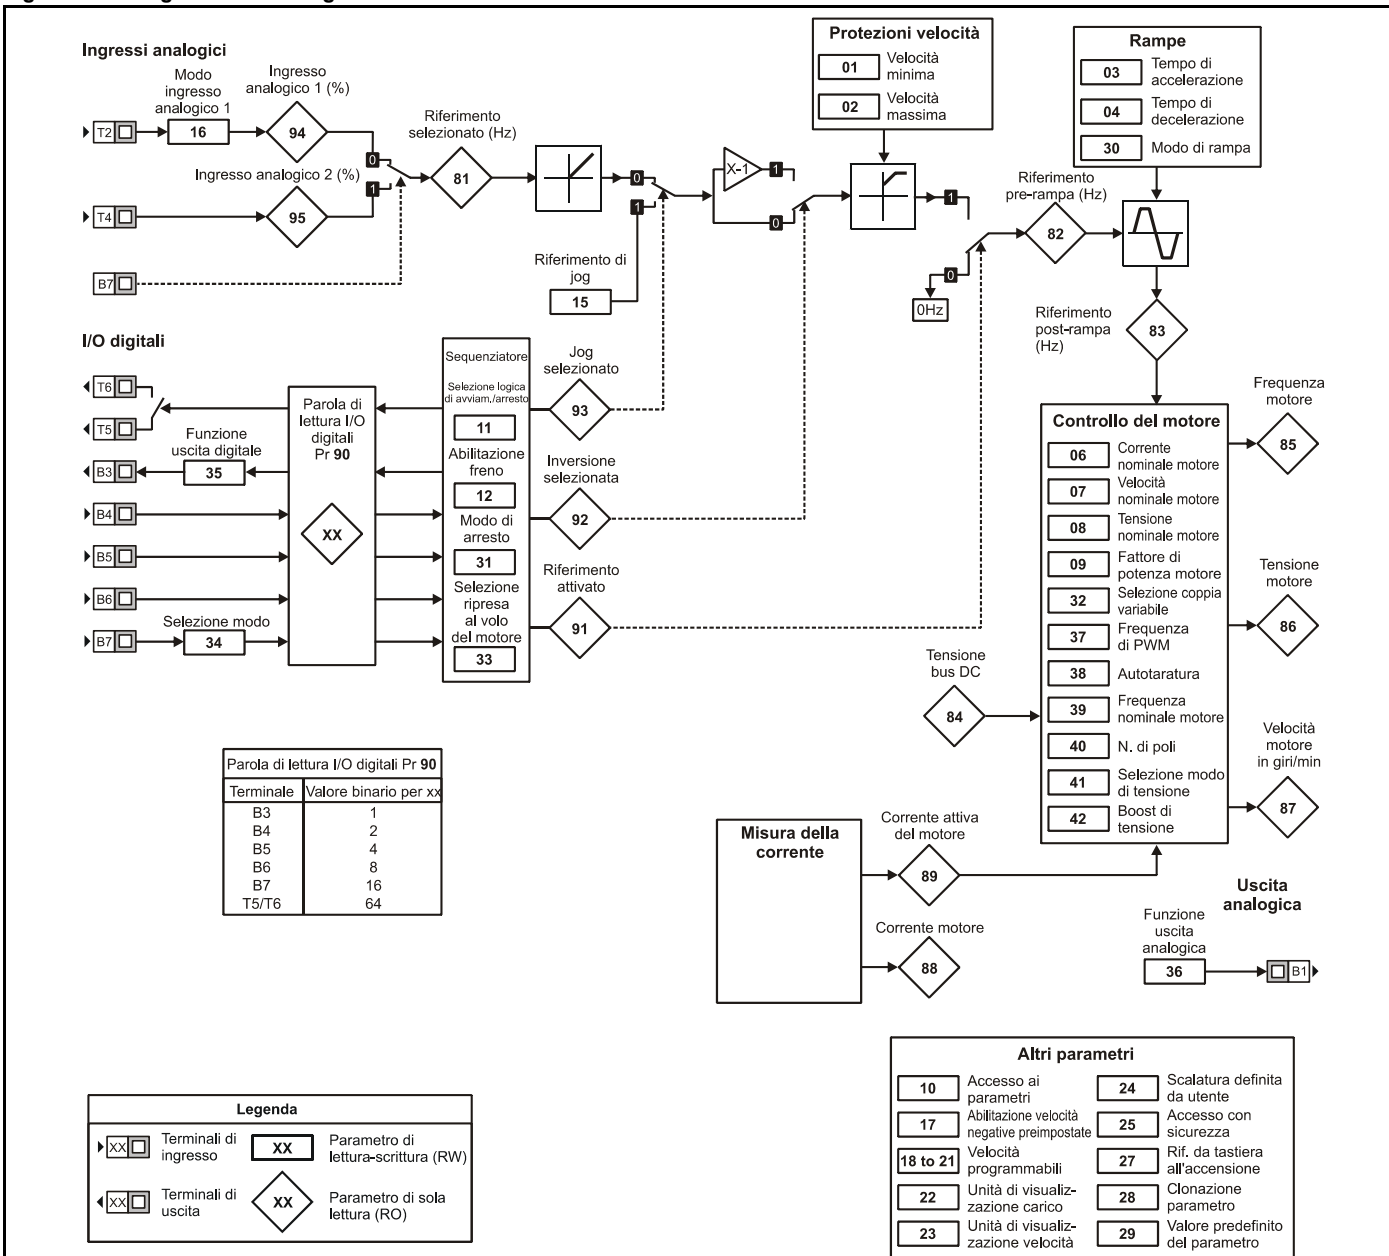 Ingressi analogici
Modo
ingresso
analogico 1
Ingresso
analogico 1 (%)
T2
16
94
0
Ingresso analogico 2 (%)
1
T4
95
B7
Riferimento
selezionato (Hz)
81
0
1
Riferimento di
jog
15
X-1
1
0
Protezioni velocità
01
Velocità
minima
02
Velocità
massima
1
0
0Hz
Rampe
03
Tempo di
accelerazione
04
Tempo di
decelerazione
30
Modo di rampa
Riferimento
pre-rampa (Hz)
82
Riferimento
post-rampa
(Hz)
83
I/O digitali
T6
T5
B3
B4
B5
B6
B7
Funzione
uscita digitale
35
Selezione modo
34
Parola di
lettura I/O
digitali
Pr 90
XX
Sequenziatore
Selezione logica
di avviam,/arresto
11
Abilitazione
freno
12
Modo di
arresto
31
Selezione
ripresa
al volo
del motore
33
Jog
selezionato
93
Inversione
selezionata
92
Riferimento
attivato
91
Controllo del motore
06
Corrente
nominale motore
07
Velocità
nominale motore
08
Tensione
nominale motore
09
Fattore di
potenza motore
32
Selezione coppia
variabile
37
Frequenza
di PWM
38
Autotaratura
39
Frequenza
nominale motore
40
N. di poli
41
Selezione modo
di tensione
42
Boost di
tensione
Frequenza
motore
85
Tensione
motore
86
Velocità
motore
in giri/min
87
Tensione
bus DC
84
Parola di lettura I/O digitali Pr 90
Terminale Valore binario per xx
B3 1
B4 2
B5 4
B6 8
B7 16
T5/T6 64
Misura della
corrente
Corrente attiva
del motore
89
Corrente motore
88
Uscita
analogica
Funzione
uscita
analogica
36
B1
Legenda
XX
Terminali di
ingresso
XX
Parametro di
lettura-scrittura (RW)
XX
Terminali di
uscita
XX
Parametro di sola
lettura (RO)
Altri parametri
10
Accesso ai
parametri
17
Abilitazione velocità
negative preimpostate
18 to 21
Velocità
programmabili
22
Unità di visualiz-
zazione carico
23
Unità di visualiz-
zazione velocità
24
Scalatura definita
da utente
25
Accesso con
sicurezza
27
Rif. da tastiera
all'accensione
28
Clonazione
parametro
29
Valore predefinito
del parametro